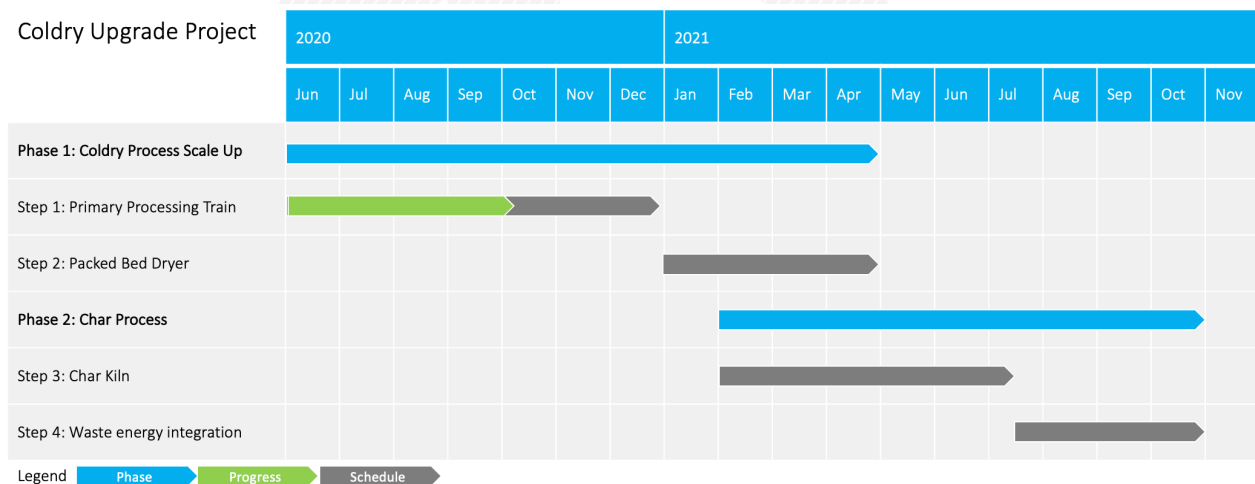 Coldry Upgrade Project
2020 2021
Jun Jul Aug Sep Oct Nov Dec Jan Feb Mar Apr May Jun Jul Aug Sep Oct Nov
Phase 1: Coldry Process Scale Up
Step 1: Primary Processing Train
Step 2: Packed Bed Dryer
Phase 2: Char Process
Step 3: Char Kiln
Step 4: Waste energy integration
Legend Phase Progress Schedule